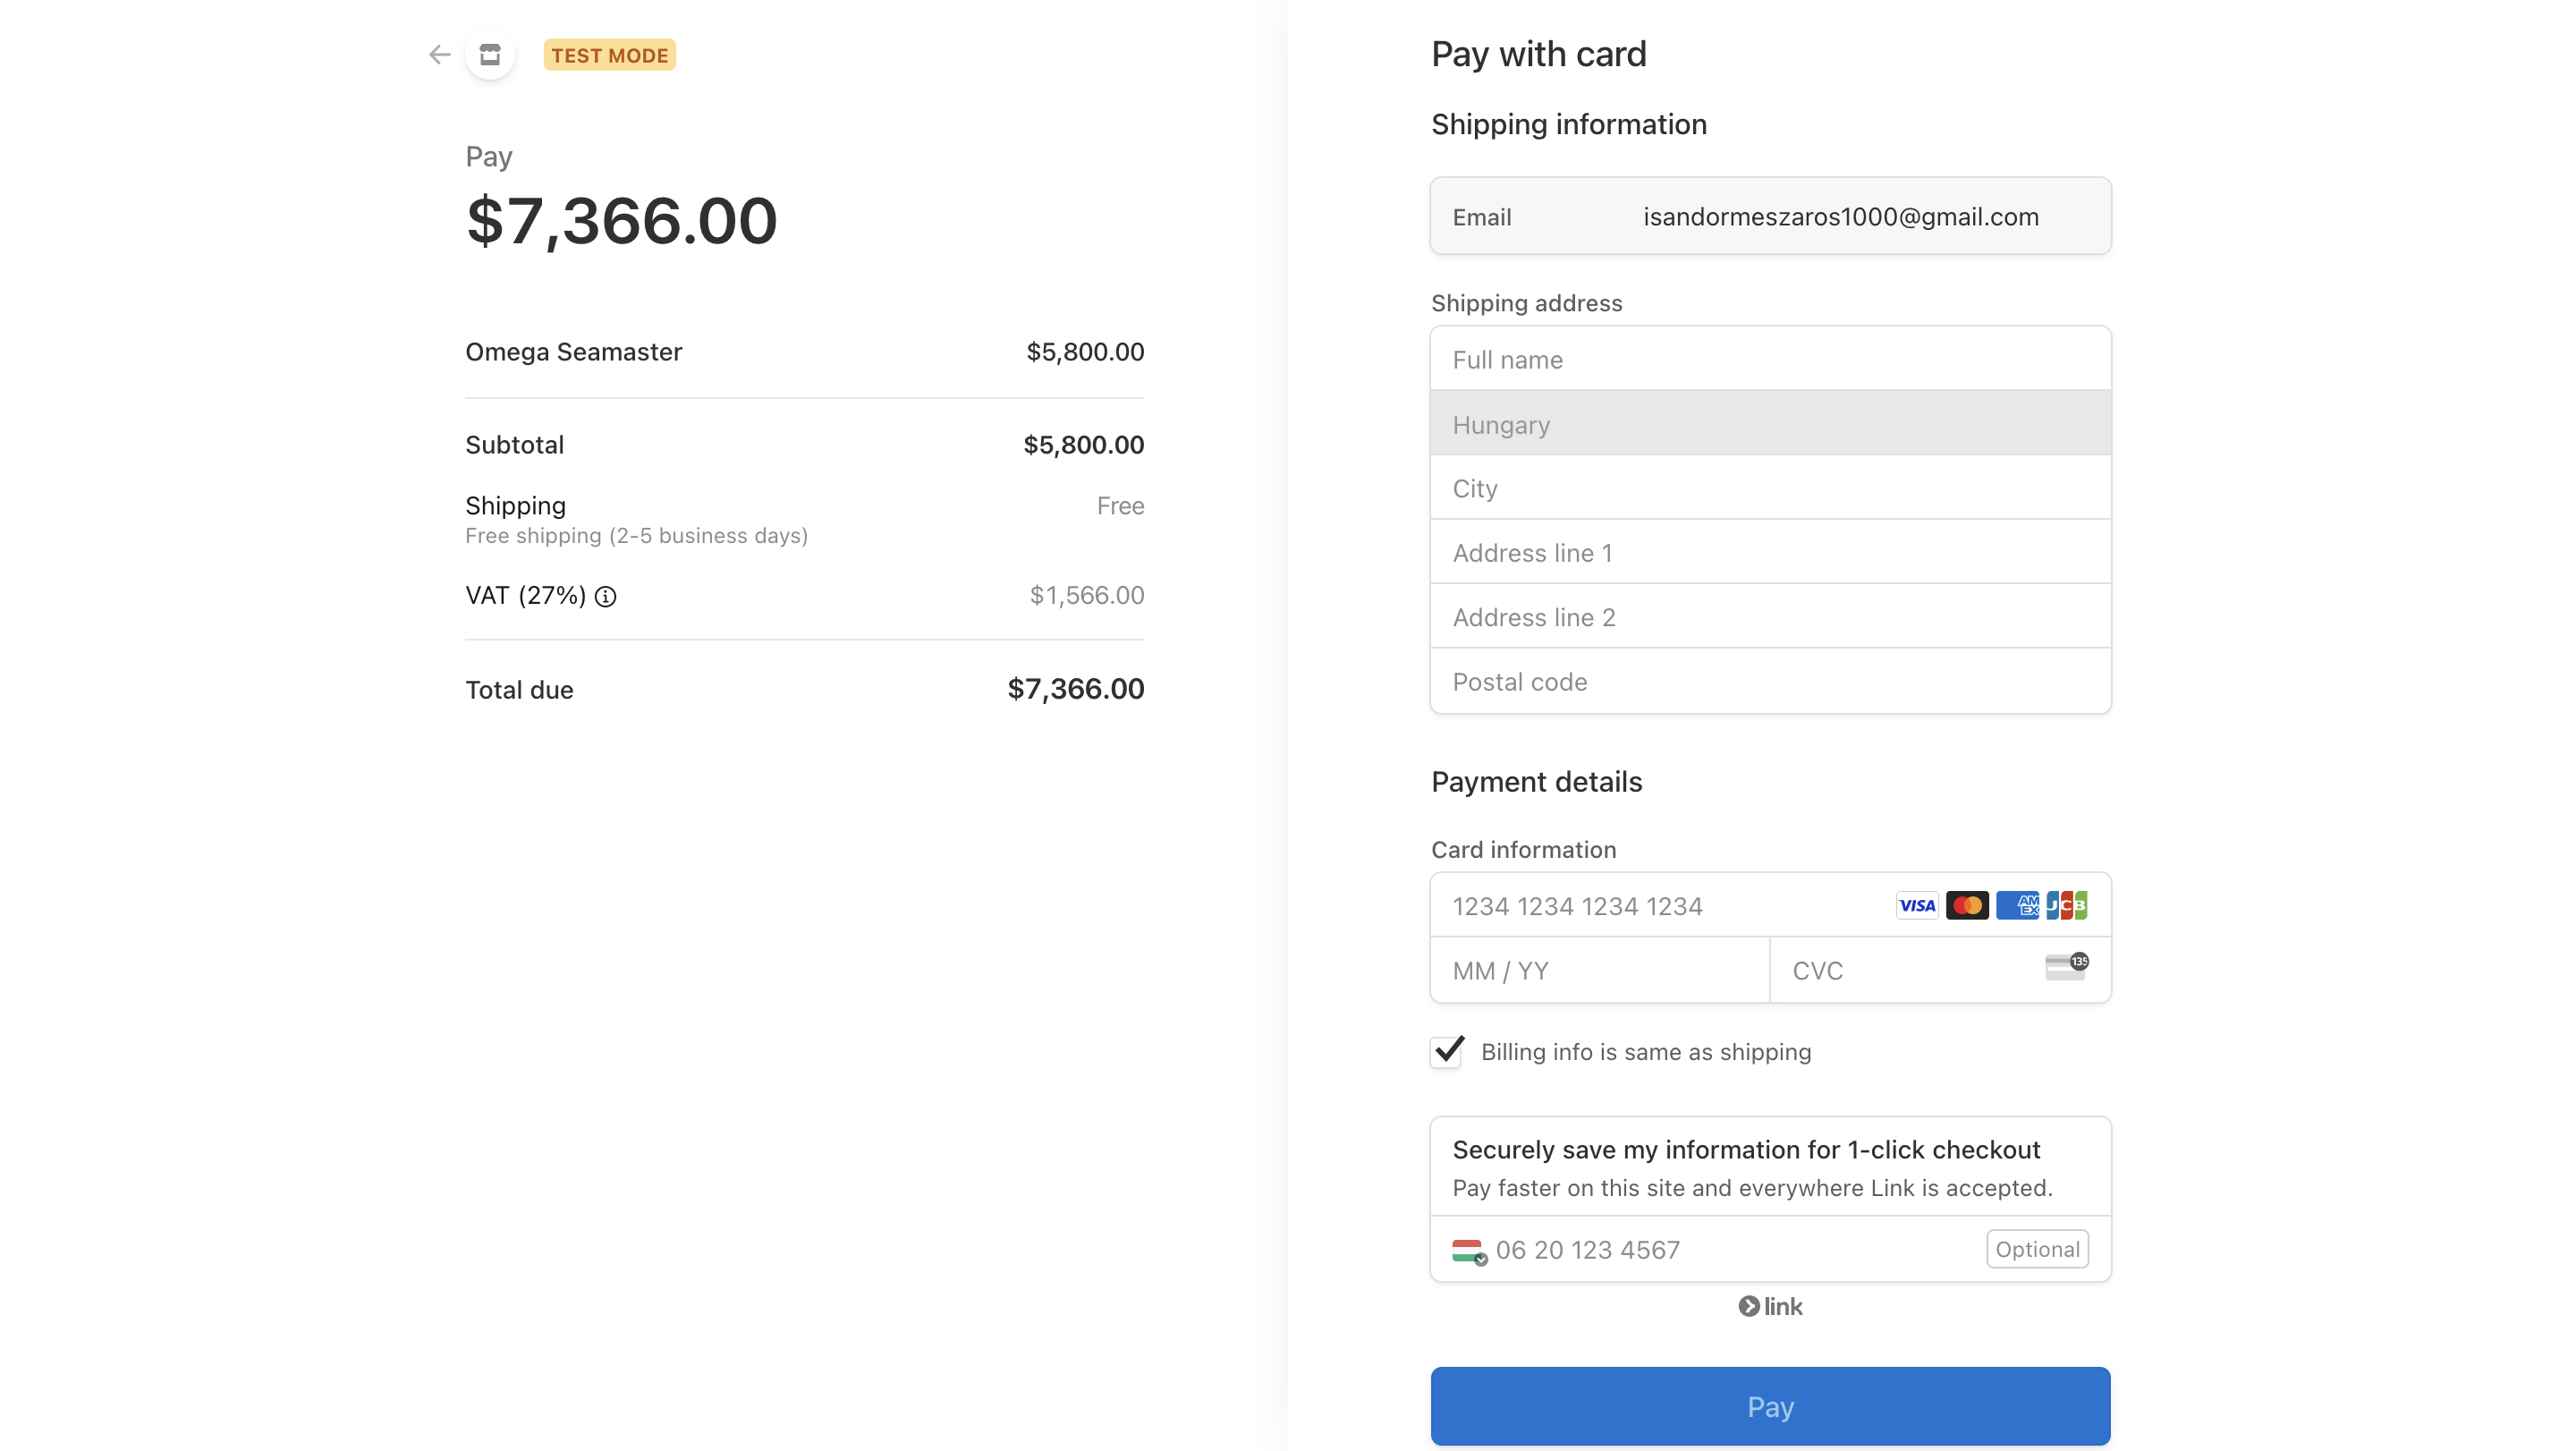 TEST MODE
Pay
$7,366.00
Omega Seamaster $5,800.00
Subtotal $5,800.00
Shipping Free
Free shipping (2-5 business days)
VAT (27%) $1,566.00
Total due $7,366.00
Pay with card
Shipping information
Email isandormeszaros1000@gmail.com
Shipping address
Full name
Hungary
City
Address line 1
Address line 2
Postal code
Payment details
Card information
1234 1234 1234 1234 VISA AM EX JCB
MM / YY CVC 135
Billing info is same as shipping
Securely save my information for 1-click checkout
Pay faster on this site and everywhere Link is accepted.
06 20 123 4567 Optional
link
Pay